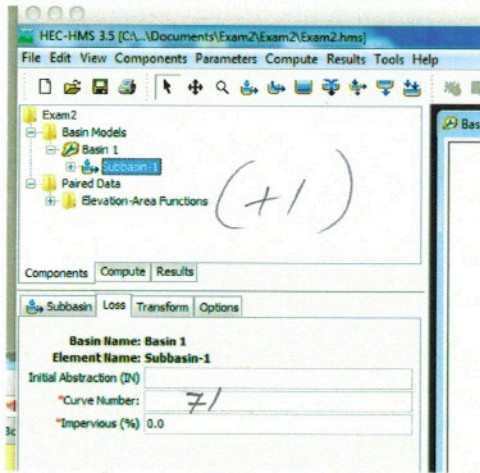 HEC-HMS 3.5 [C:\...\Documents\Exam2\Exam2\Exam2.hms]
File Edit View Components Parameters Compute Results Tools Help
Exam2
Basin Models
Basin 1
Subbasin-1
Paired Data
Elevation-Area Functions
(+1)
Bas
Components Compute Results
Subbasin Loss Transform Options
Basin Name: Basin 1
Element Name: Subbasin-1
Initial Abstraction (IN)
*Curve Number: 71
*Impervious (%) 0.0